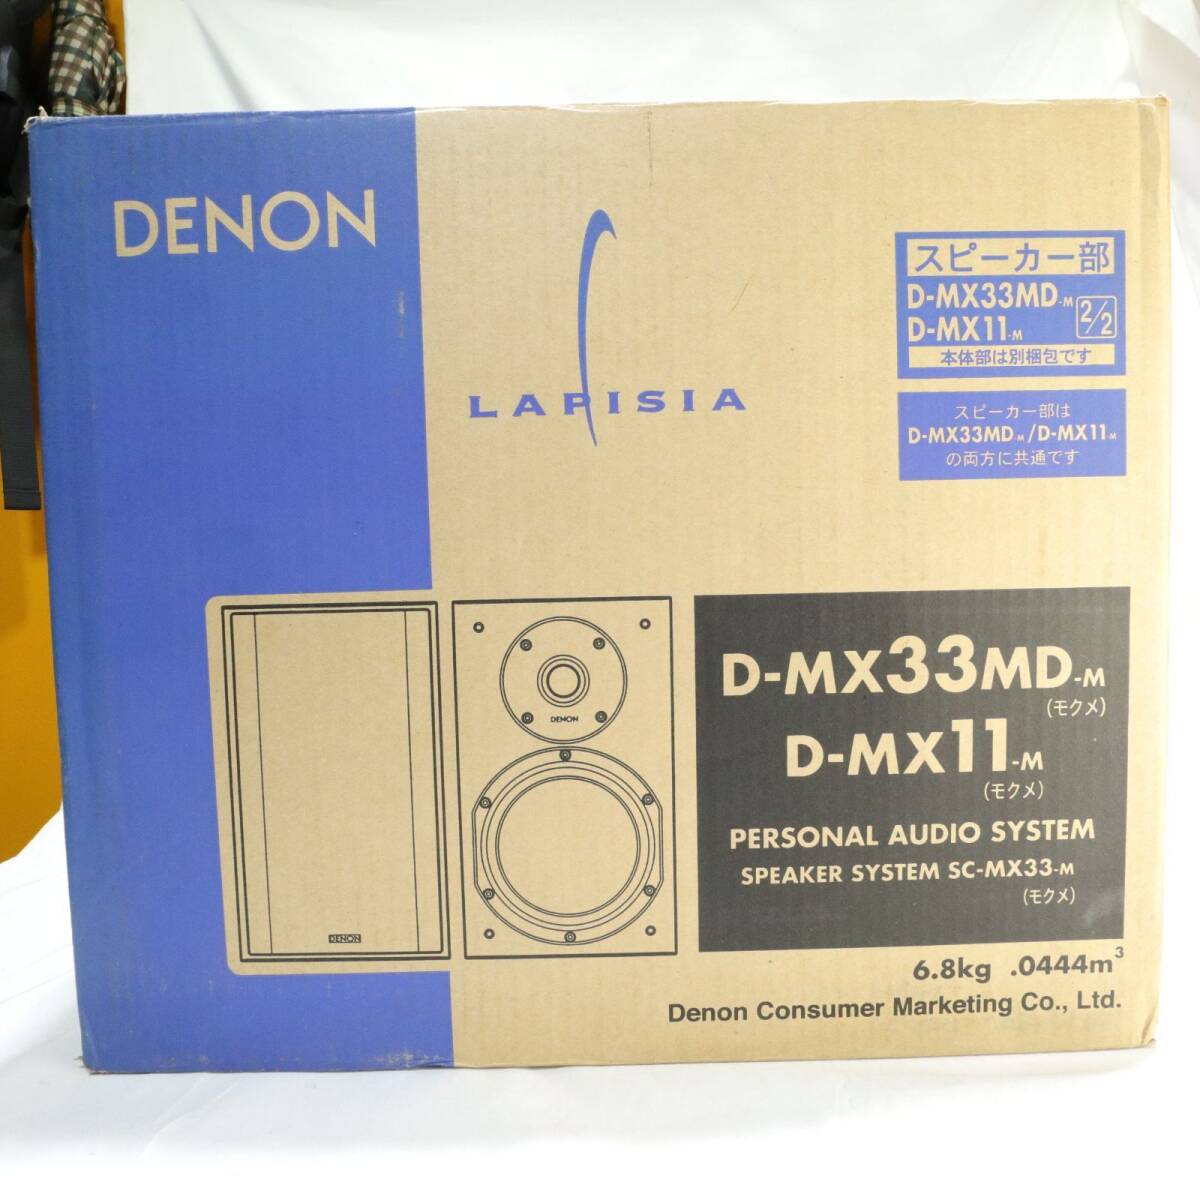 DENON
LAPISIA
スピーカー部
D-MX33MD-M
D-MX11-M
2/2
本体部は別梱包です
スピーカー部は
D-MX33MD-M/D-MX11-M
の両方に共通です
DENON
DENON
D-MX33MD-M
(モクメ)
D-MX11-M
(モクメ)
PERSONAL AUDIO SYSTEM
SPEAKER SYSTEM SC-MX33-M
(モクメ)
6.8kg .0444m³
Denon Consumer Marketing Co., Ltd.